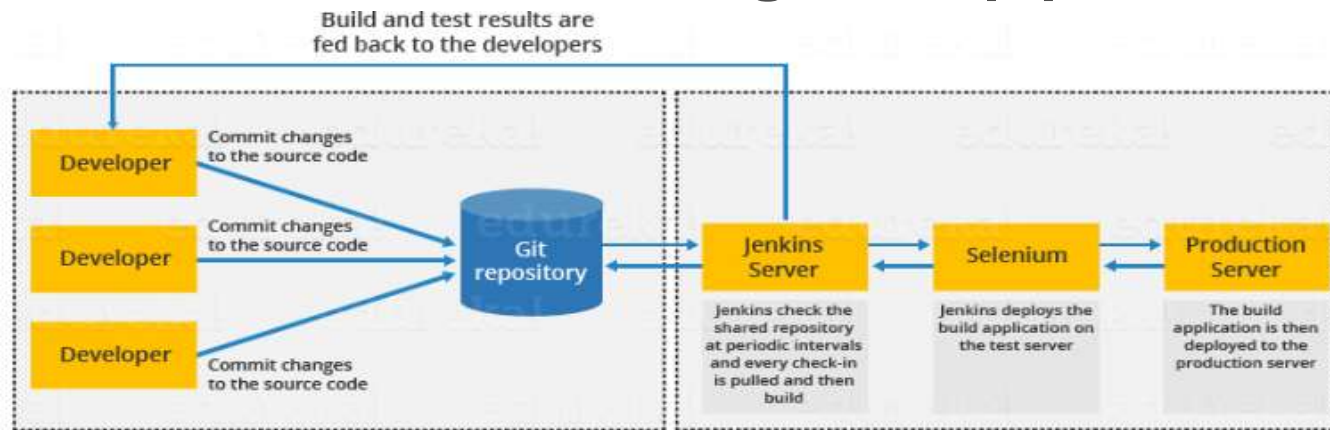 Build and test results are
fed back to the developers
Developer
Commit changes
to the source code
Developer
Commit changes
to the source code
Developer
Commit changes
to the source code
Git
repository
Jenkins
Server
Jenkins check the
shared repository
at periodic intervals
and every check-in
is pulled and then
build
Selenium
Jenkins deploys the
build application on
the test server
Production
Server
The build
application is then
deployed to the
production server
edureka!